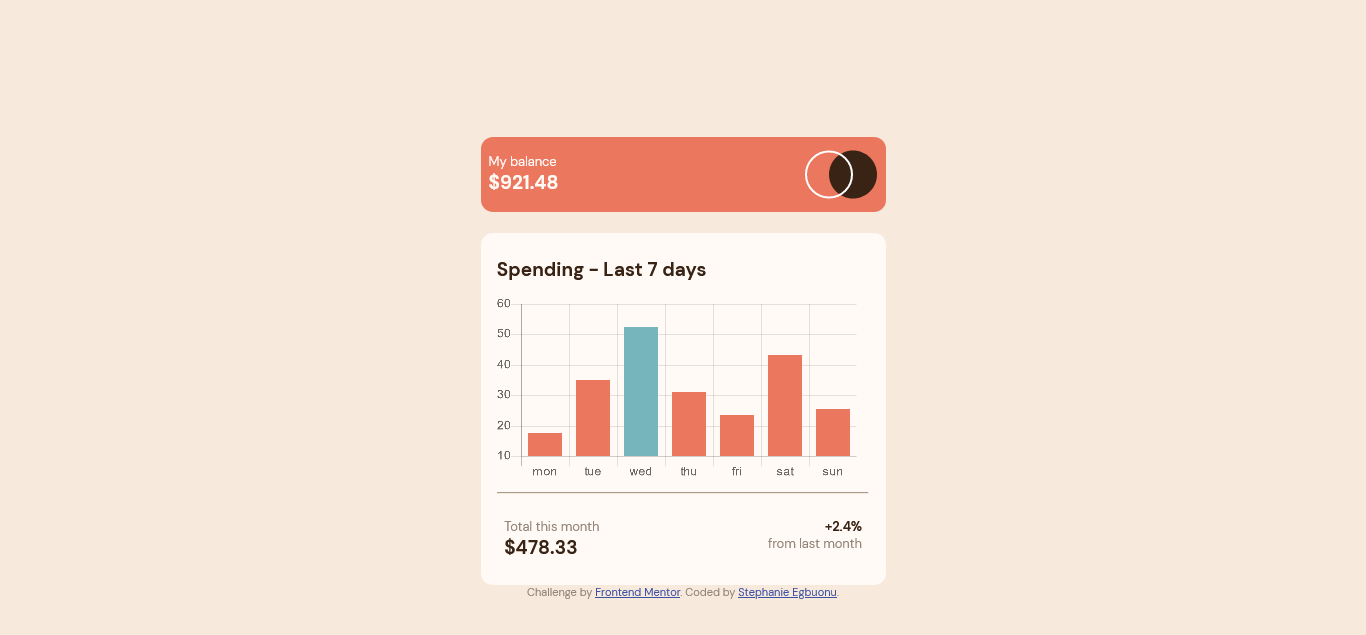 My balance
$921.48
Spending - Last 7 days
60
50
40
30
20
10
mon tue wed thu fri sat sun
Total this month
$478.33
+2.4%
from last month
Challenge by Frontend Mentor. Coded by Stephanie Egbuonu.